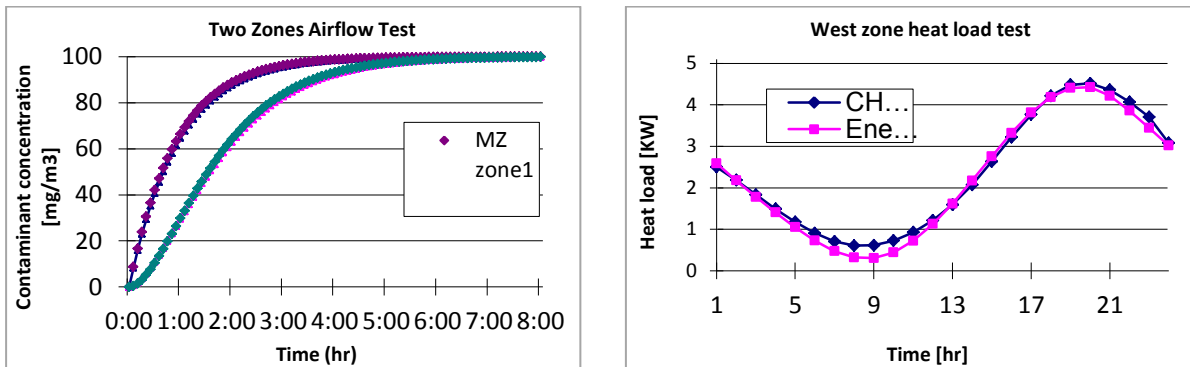 Two Zones Airflow Test
Contaminant concentration
[mg/m3]
100
80
60
40
20
0
MZ
zone1
0:00 1:00 2:00 3:00 4:00 5:00 6:00 7:00 8:00
Time (hr)
West zone heat load test
Heat load [KW]
5
4
3
2
1
0
CH...
Ene...
1 5 9 13 17 21
Time [hr]